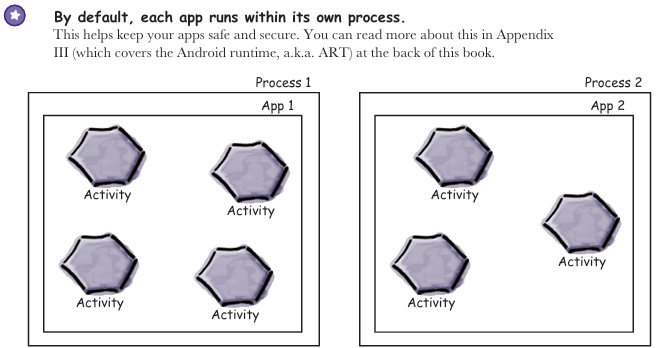 By default, each app runs within its own process.
This helps keep your apps safe and secure. You can read more about this in Appendix
III (which covers the Android runtime, a.k.a. ART) at the back of this book.
Process 1
App 1
Activity
Activity
Activity
Activity
Process 2
App 2
Activity
Activity
Activity